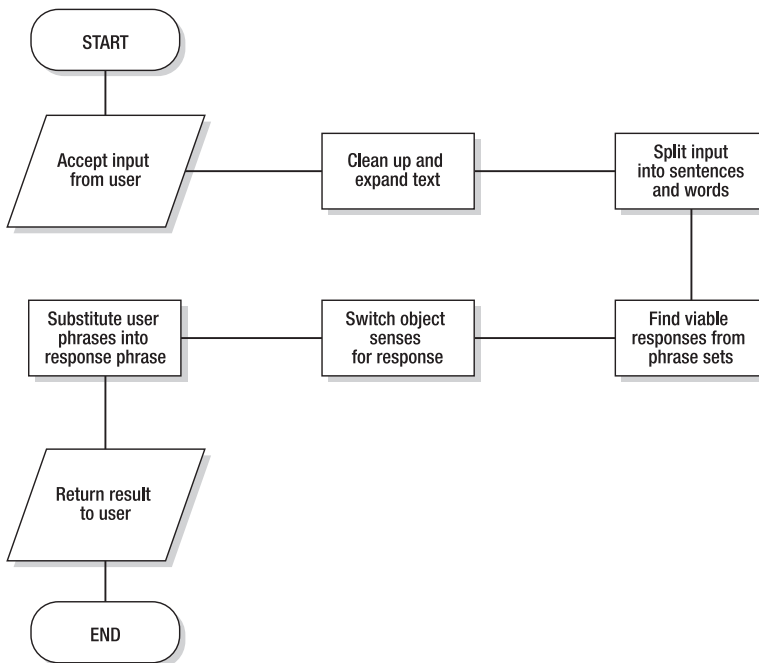 START
Accept input
from user
Clean up and
expand text
Split input
into sentences
and words
Find viable
responses from
phrase sets
Switch object
senses
for response
Substitute user
phrases into
response phrase
Return result
to user
END